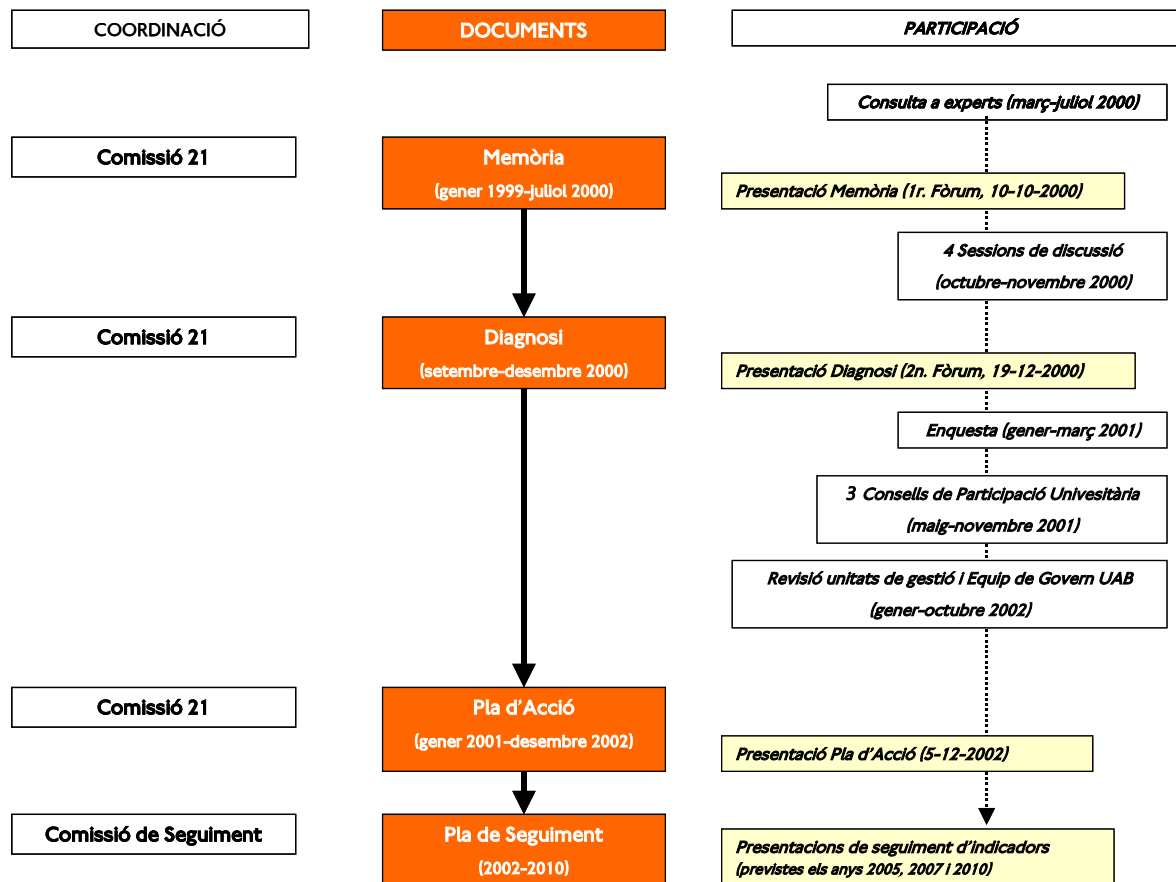 COORDINACIÓ
DOCUMENTS
PARTICIPACIÓ
Consulta a experts (març-juliol 2000)
Comissió 21
Memòria
(gener 1999-juliol 2000)
Presentació Memòria (1r. Fòrum, 10-10-2000)
4 Sessions de discussió
(octubre-novembre 2000)
Comissió 21
Diagnosi
(setembre-desembre 2000)
Presentació Diagnosi (2n. Fòrum, 19-12-2000)
Enquesta (gener-març 2001)
3 Consells de Participació Univesitària
(maig-novembre 2001)
Revisió unitats de gestió i Equip de Govern UAB
(gener-octubre 2002)
Comissió 21
Pla d'Acció
(gener 2001-desembre 2002)
Presentació Pla d'Acció (5-12-2002)
Comissió de Seguiment
Pla de Seguiment
(2002-2010)
Presentacions de seguiment d'indicadors
(previstes els anys 2005, 2007 i 2010)